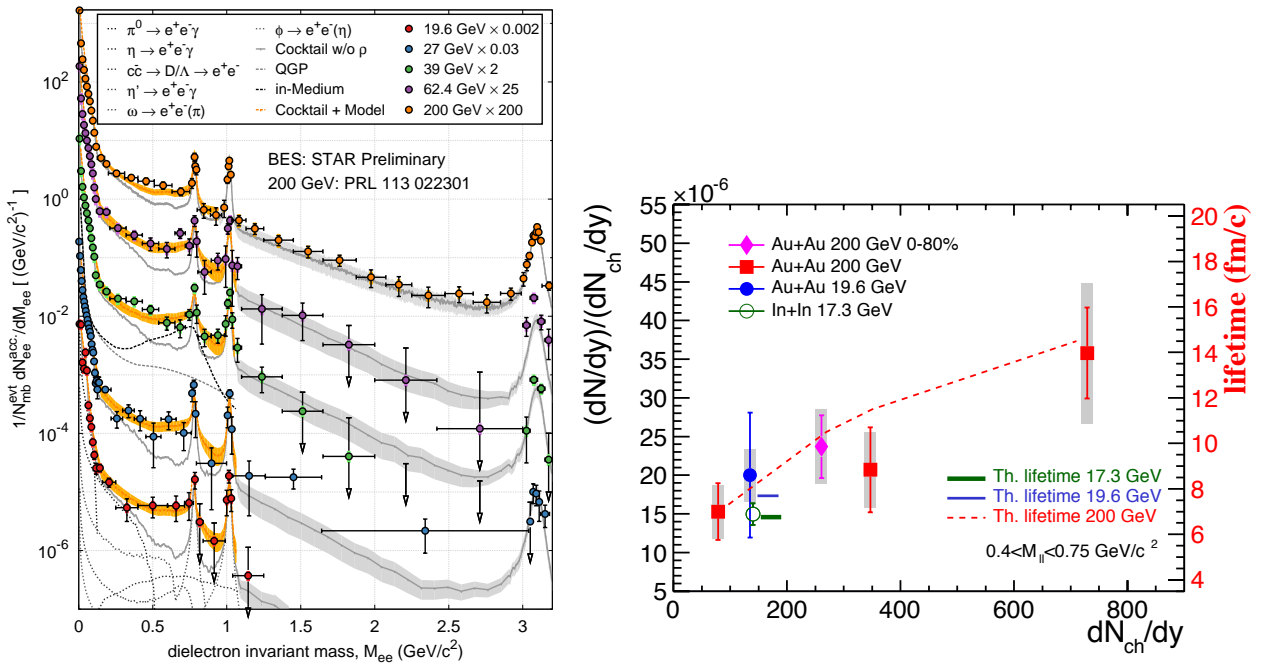 π⁰ → e⁺e⁻γ
η → e⁺e⁻γ
cc̄ → D/Λ → e⁺e⁻
η' → e⁺e⁻γ
ω → e⁺e⁻(π)
ϕ → e⁺e⁻(η)
Cocktail w/o ρ
QGP
in-Medium
Cocktail + Model
19.6 GeV × 0.002
27 GeV × 0.03
39 GeV × 2
62.4 GeV × 25
200 GeV × 200
BES: STAR Preliminary
200 GeV: PRL 113 022301
1/N^evt_mb dN^acc._ee/dM_ee [ (GeV/c²)⁻¹ ]
10²
10⁰
10⁻²
10⁻⁴
10⁻⁶
0 0.5 1 1.5 2 2.5 3
dielectron invariant mass, M_ee (GeV/c²)
×10⁻⁶
(dN/dy)/(dN_ch/dy)
55
50
45
40
35
30
25
20
15
10
5
Au+Au 200 GeV 0-80%
Au+Au 200 GeV
Au+Au 19.6 GeV
In+In 17.3 GeV
Th. lifetime 17.3 GeV
Th. lifetime 19.6 GeV
Th. lifetime 200 GeV
0.4<M_ll<0.75 GeV/c ²
20
18
16
14
12
10
8
6
4
lifetime (fm/c)
0 200 400 600 800
dN_ch/dy